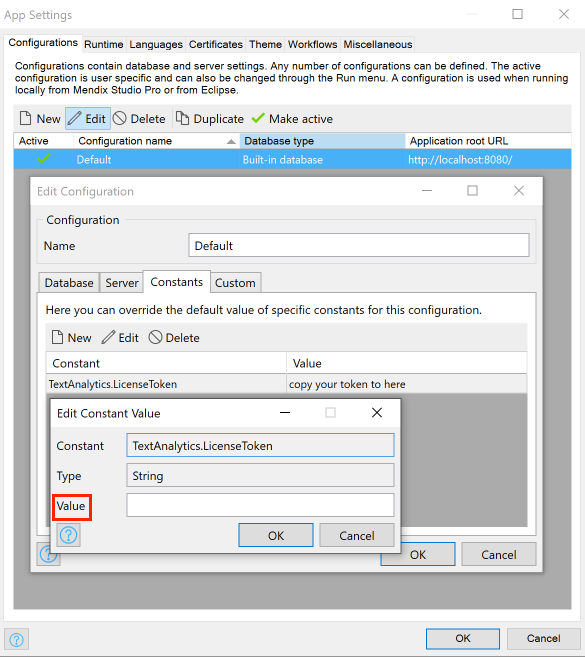 App Settings
Configurations Runtime Languages Certificates Theme Workflows Miscellaneous
Configurations contain database and server settings. Any number of configurations can be defined. The active
configuration is user specific and can also be changed through the Run menu. A configuration is used when running
locally from Mendix Studio Pro or from Eclipse.
New Edit Delete Duplicate Make active
Active Configuration name Database type Application root URL
Default Built-in database http://localhost:8080/
Edit Configuration
Configuration
Name Default
Database Server Constants Custom
Here you can override the default value of specific constants for this configuration.
New Edit Delete
Constant Value
TextAnalytics.LicenseToken copy your token to here
Edit Constant Value
Constant TextAnalytics.LicenseToken
Type String
Value
? OK Cancel
? OK Cancel
? OK Cancel